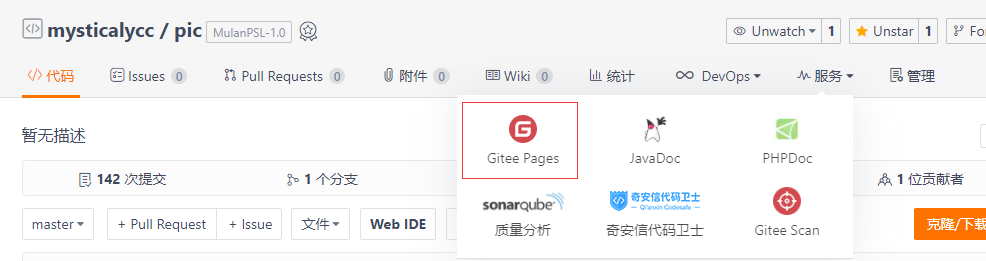 mysticalycc / pic MulanPSL-1.0
Unwatch 1 Unstar 1
代码 Issues 0 Pull Requests 0 附件 0 Wiki 0 统计 DevOps 服务 管理
Gitee Pages JavaDoc PHPDoc
暂无描述
142 次提交 1 个分支 1 位贡献者
sonarqube 奇安信代码卫士 Qi'anxin Codesafe
质量分析 奇安信代码卫士 Gitee Scan
master + Pull Request + Issue 文件 Web IDE 克隆/下载